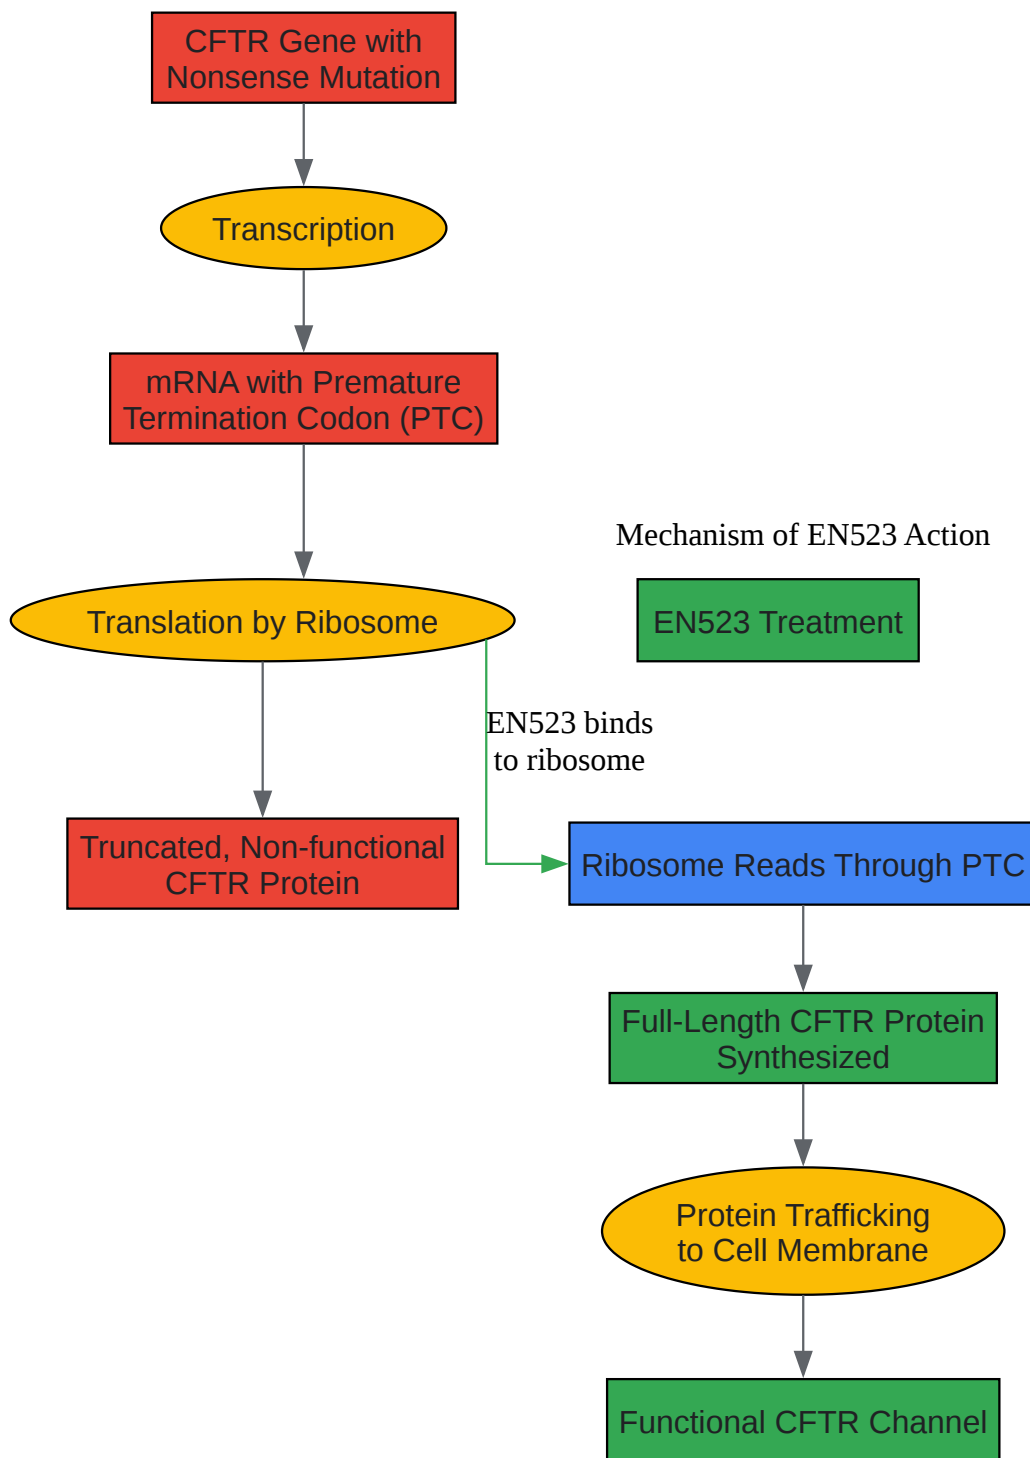 CFTR Gene with
Nonsense Mutation
Transcription
mRNA with Premature
Termination Codon (PTC)
Mechanism of EN523 Action
Translation by Ribosome
EN523 Treatment
EN523 binds
to ribosome
Truncated, Non-functional
CFTR Protein
Ribosome Reads Through PTC
Full-Length CFTR Protein
Synthesized
Protein Trafficking
to Cell Membrane
Functional CFTR Channel